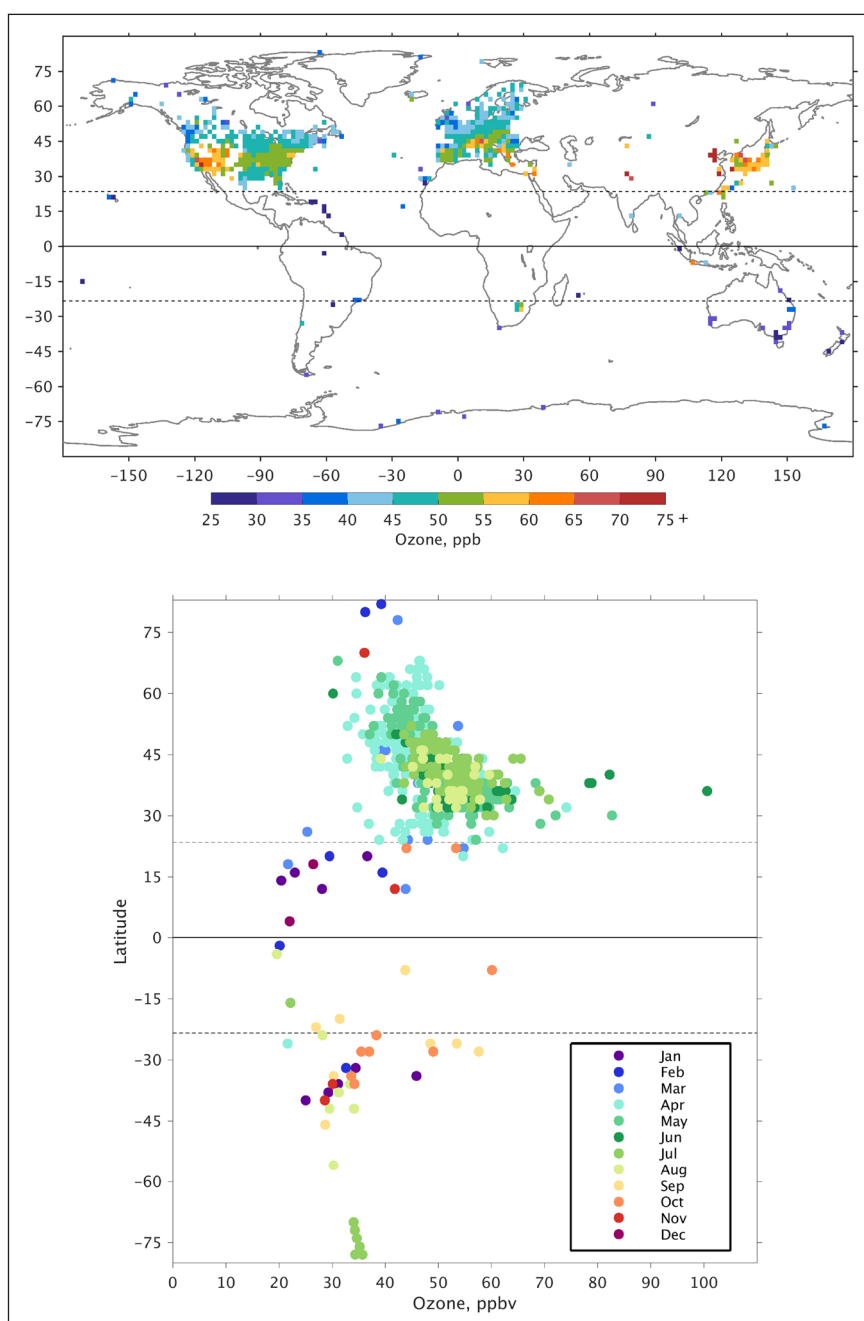 75
60
45
30
15
0
−15
−30
−45
−60
−75
−150 −120 −90 −60 −30 0 30 60 90 120 150
25 30 35 40 45 50 55 60 65 70 75 +
Ozone, ppb
75
60
45
30
15
0
−15
−30
−45
−60
−75
Latitude
Jan
Feb
Mar
Apr
May
Jun
Jul
Aug
Sep
Oct
Nov
Dec
0 10 20 30 40 50 60 70 80 90 100
Ozone, ppbv